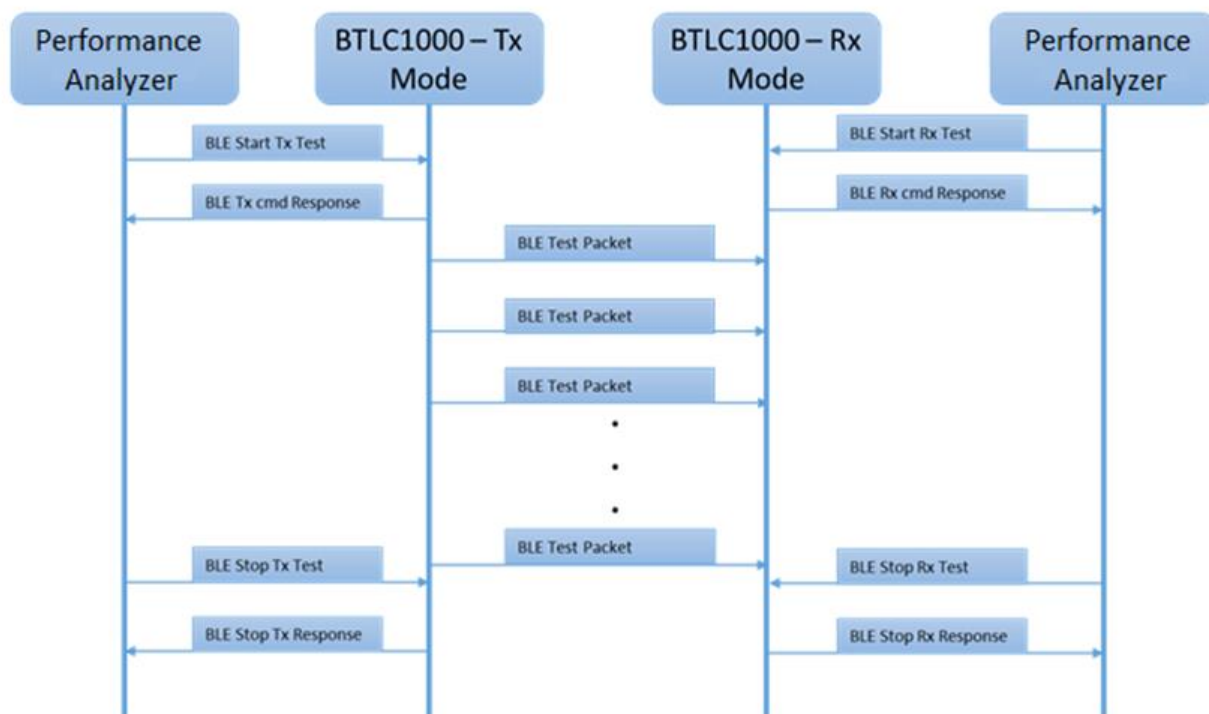 Performance
Analyzer
BTLC1000 – Tx
Mode
BTLC1000 – Rx
Mode
Performance
Analyzer
BLE Start Tx Test
BLE Start Rx Test
BLE Tx cmd Response
BLE Rx cmd Response
BLE Test Packet
BLE Test Packet
BLE Test Packet
BLE Test Packet
BLE Stop Tx Test
BLE Stop Rx Test
BLE Stop Tx Response
BLE Stop Rx Response